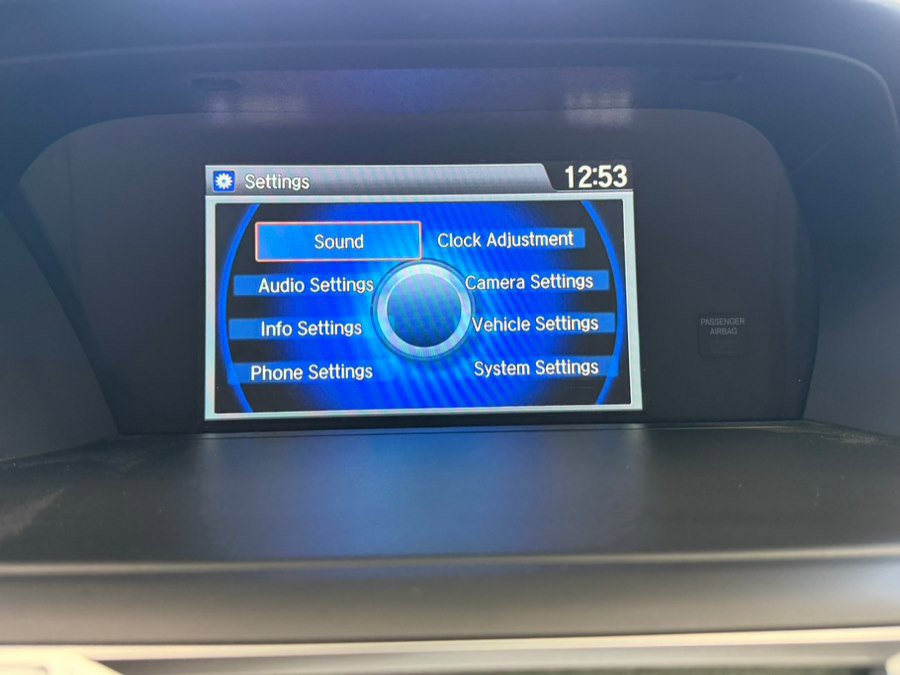 Settings
12:53
Sound
Clock Adjustment
Audio Settings
Camera Settings
Info Settings
Vehicle Settings
Phone Settings
System Settings
PASSENGER
AIRBAG